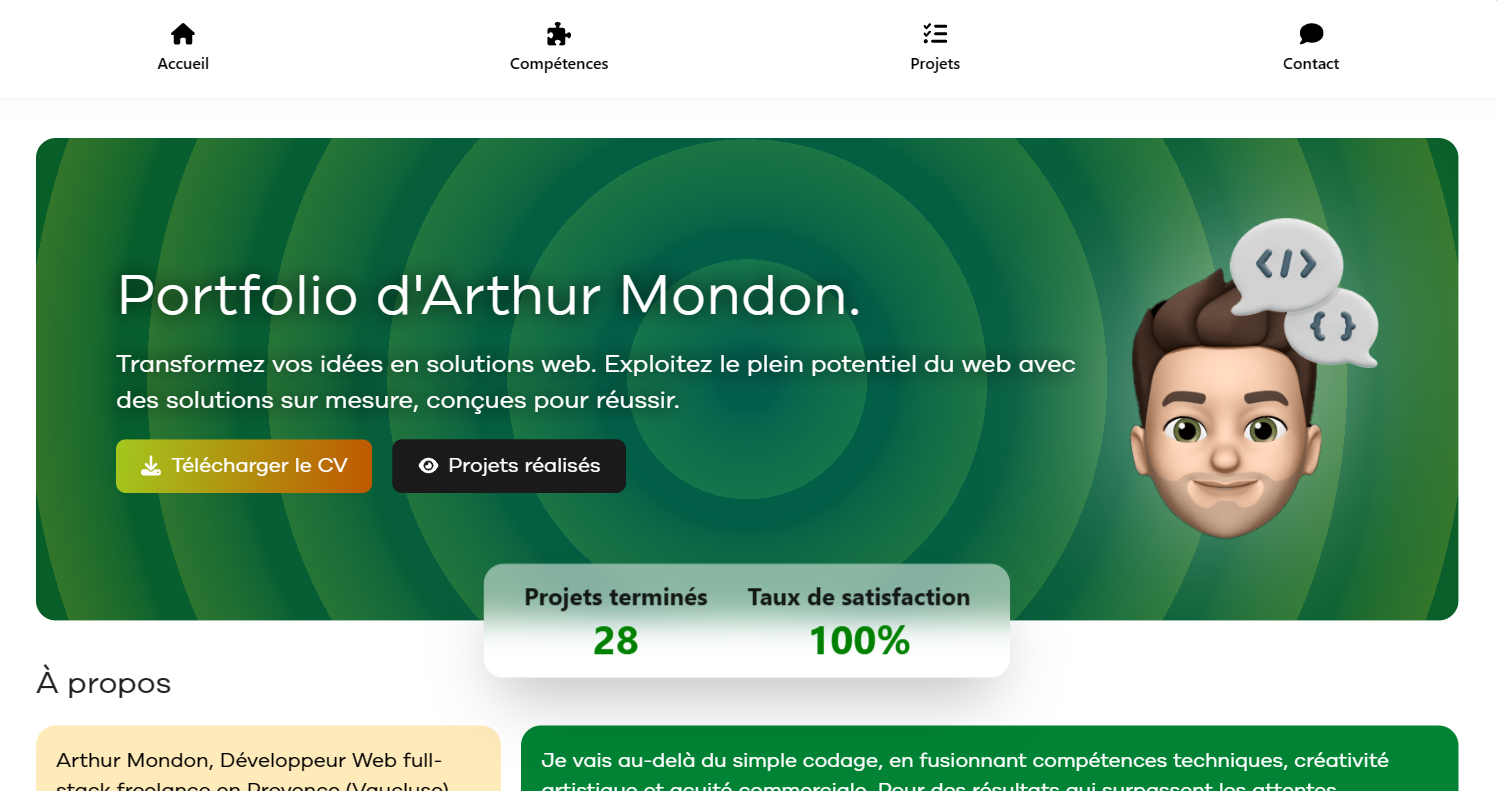 Accueil
Compétences
Projets
Contact
Portfolio d'Arthur Mondon.
Transformez vos idées en solutions web. Exploitez le plein potentiel du web avec
des solutions sur mesure, conçues pour réussir.
Télécharger le CV
Projets réalisés
</>
{ }
Projets terminés
28
Taux de satisfaction
100%
À propos
Arthur Mondon, Développeur Web full-
stack freelance en Provence (Vaucluse)
Je vais au-delà du simple codage, en fusionnant compétences techniques, créativité
artistique et acuité commerciale. Pour des résultats qui surpassent les attentes